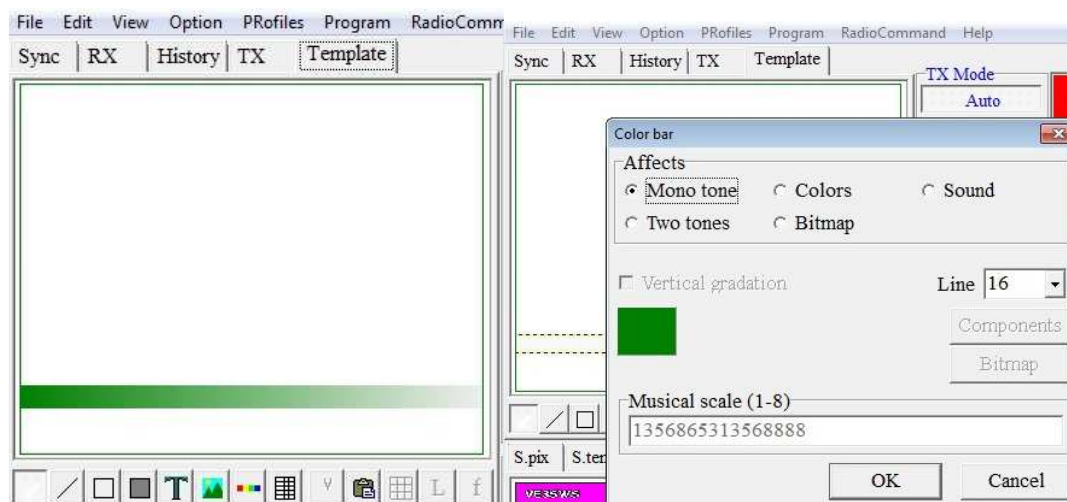 File Edit View Option PRofiles Program RadioComm
Sync RX History TX Template
T Y L f
File Edit View Option PRofiles Program RadioCommand Help
Sync RX History TX Template
TX Mode
Auto
Color bar
Affects
Mono tone Colors Sound
Two tones Bitmap
Vertical gradation Line 16
Components
Bitmap
Musical scale (1-8)
1356865313568888
S.pix S.ter
OK Cancel
VE3SWS